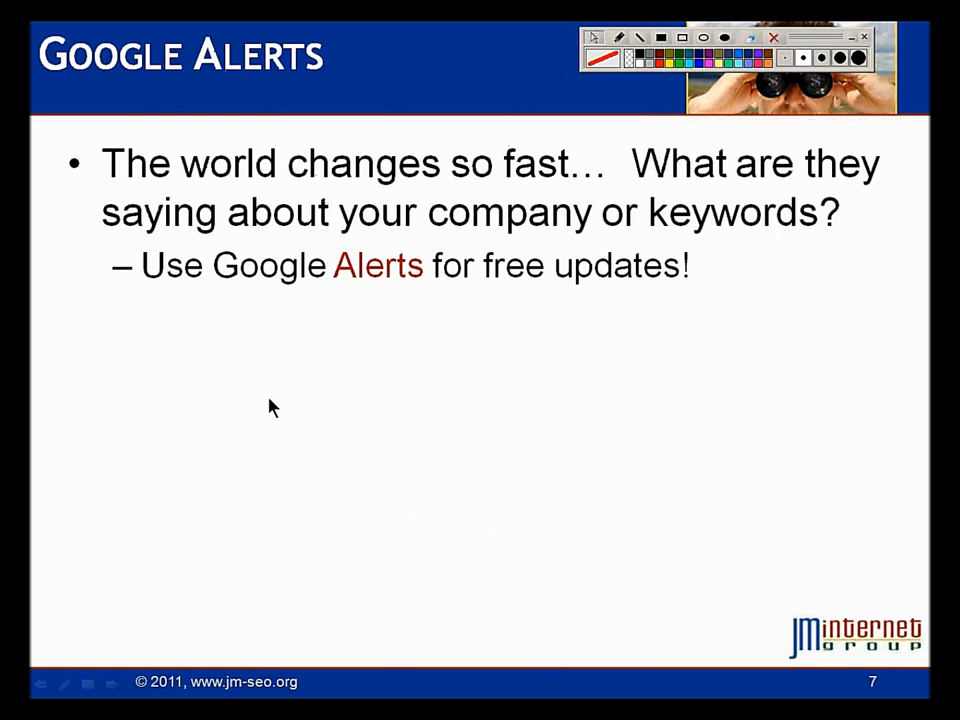 GOOGLE ALERTS
• The world changes so fast… What are they
saying about your company or keywords?
– Use Google Alerts for free updates!
JM internet
group
© 2011, www.jm-seo.org
7